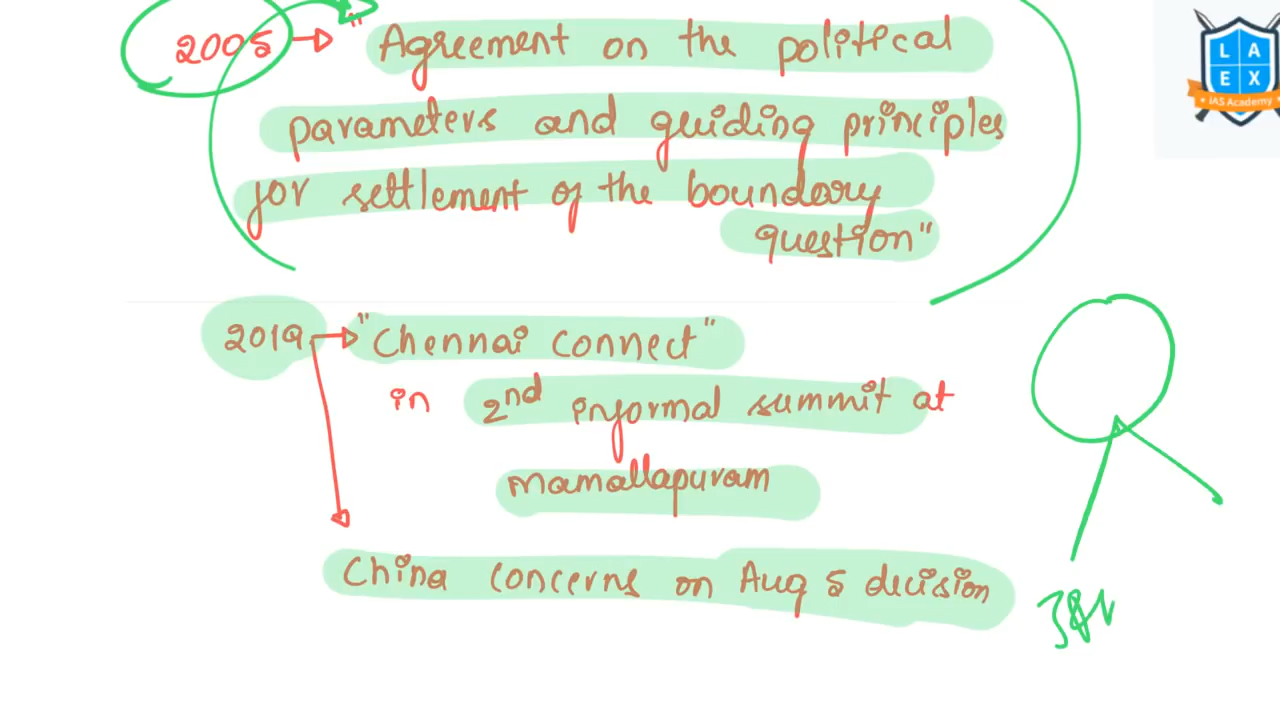 2005 → "Agreement on the political
parameters and guiding principles
for settlement of the boundary
question"
2019 → "Chennai connect"
in 2nd informal summit at
mamallapuram
China concerns on Aug 5 decision
L A
E X
IAS Academy